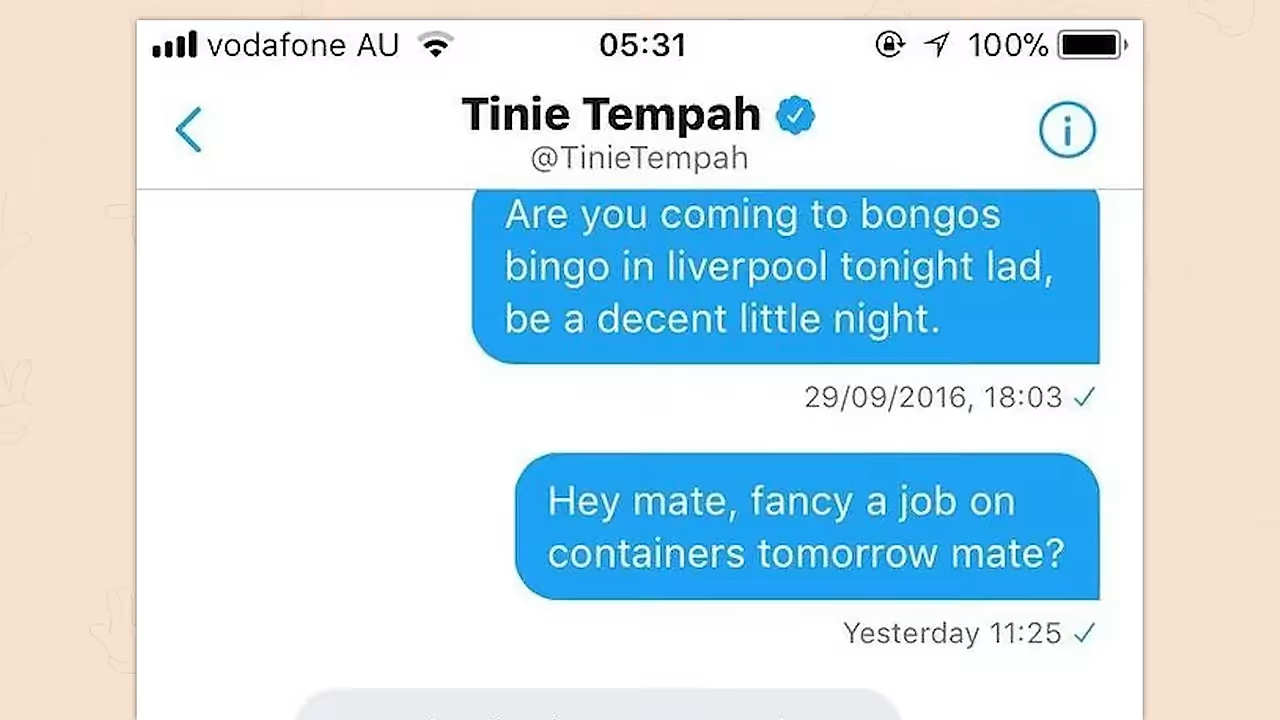 vodafone AU 05:31 100%
Tinie Tempah
@TinieTempah
Are you coming to bongos
bingo in liverpool tonight lad,
be a decent little night.
29/09/2016, 18:03
Hey mate, fancy a job on
containers tomorrow mate?
Yesterday 11:25